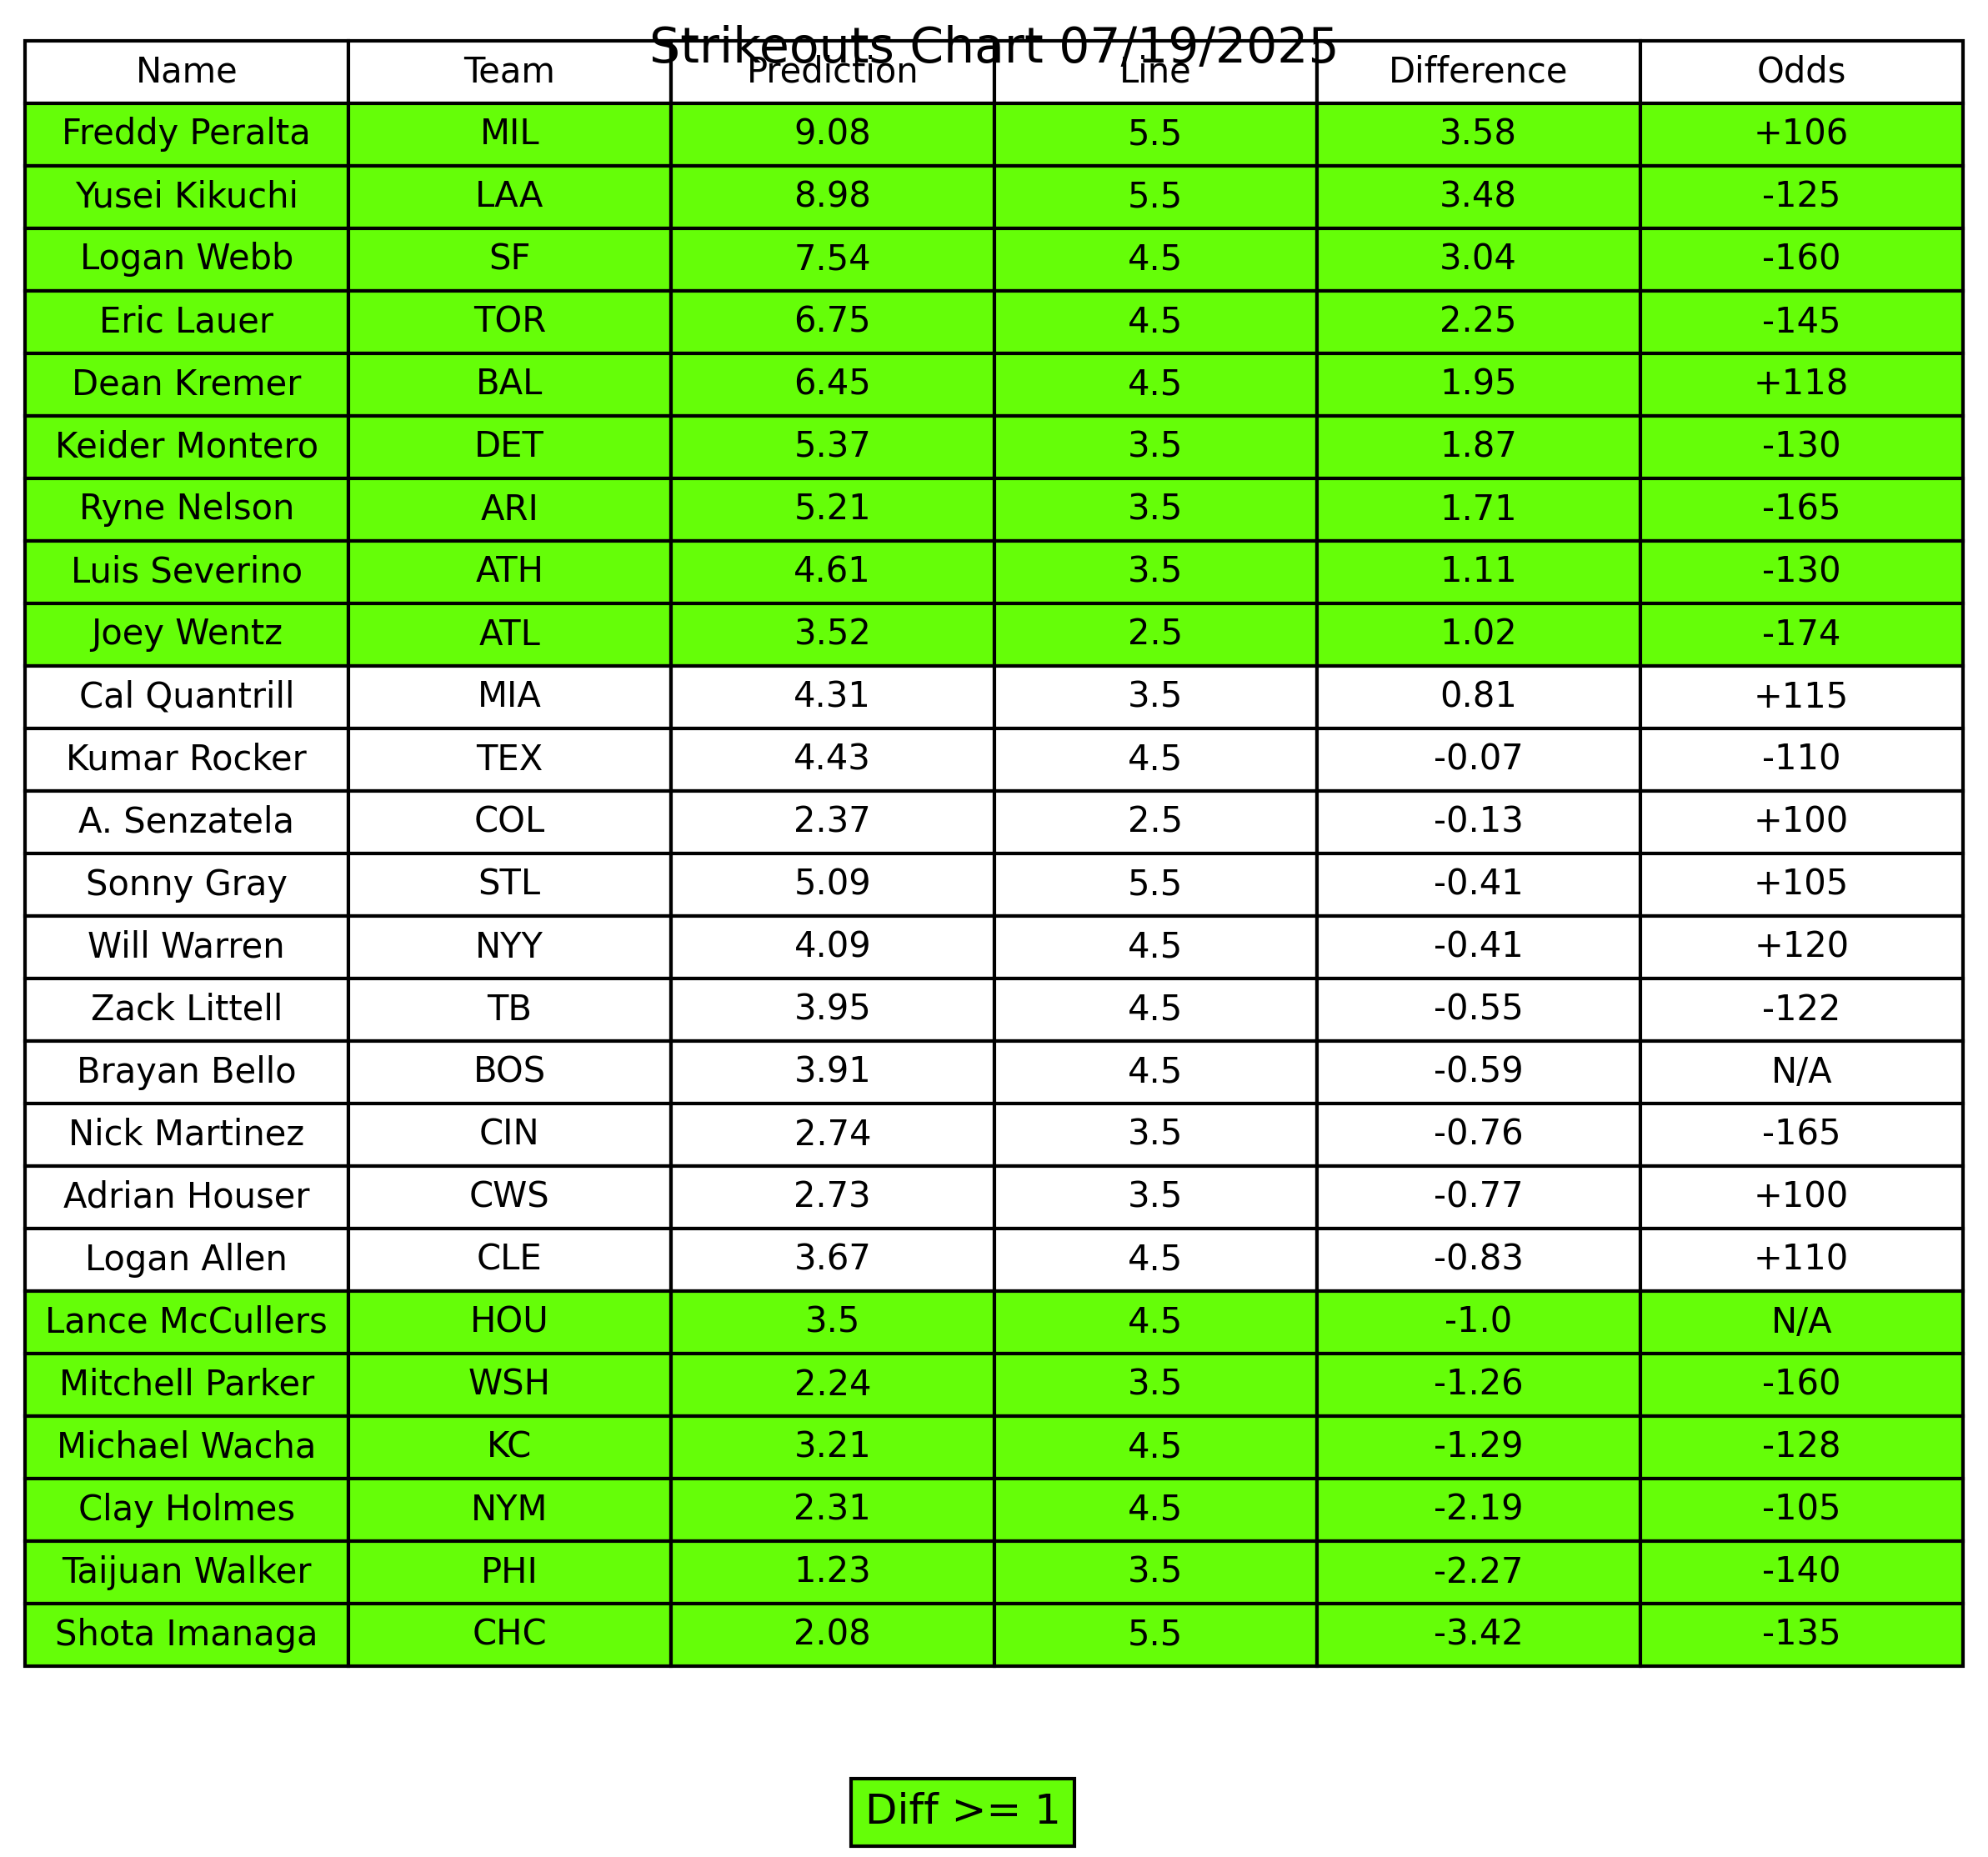 Strikeouts Chart 07/19/2025
Name Team Prediction Line Difference Odds
Freddy Peralta MIL 9.08 5.5 3.58 +106
Yusei Kikuchi LAA 8.98 5.5 3.48 -125
Logan Webb SF 7.54 4.5 3.04 -160
Eric Lauer TOR 6.75 4.5 2.25 -145
Dean Kremer BAL 6.45 4.5 1.95 +118
Keider Montero DET 5.37 3.5 1.87 -130
Ryne Nelson ARI 5.21 3.5 1.71 -165
Luis Severino ATH 4.61 3.5 1.11 -130
Joey Wentz ATL 3.52 2.5 1.02 -174
Cal Quantrill MIA 4.31 3.5 0.81 +115
Kumar Rocker TEX 4.43 4.5 -0.07 -110
A. Senzatela COL 2.37 2.5 -0.13 +100
Sonny Gray STL 5.09 5.5 -0.41 +105
Will Warren NYY 4.09 4.5 -0.41 +120
Zack Littell TB 3.95 4.5 -0.55 -122
Brayan Bello BOS 3.91 4.5 -0.59 N/A
Nick Martinez CIN 2.74 3.5 -0.76 -165
Adrian Houser CWS 2.73 3.5 -0.77 +100
Logan Allen CLE 3.67 4.5 -0.83 +110
Lance McCullers HOU 3.5 4.5 -1.0 N/A
Mitchell Parker WSH 2.24 3.5 -1.26 -160
Michael Wacha KC 3.21 4.5 -1.29 -128
Clay Holmes NYM 2.31 4.5 -2.19 -105
Taijuan Walker PHI 1.23 3.5 -2.27 -140
Shota Imanaga CHC 2.08 5.5 -3.42 -135
Diff >= 1